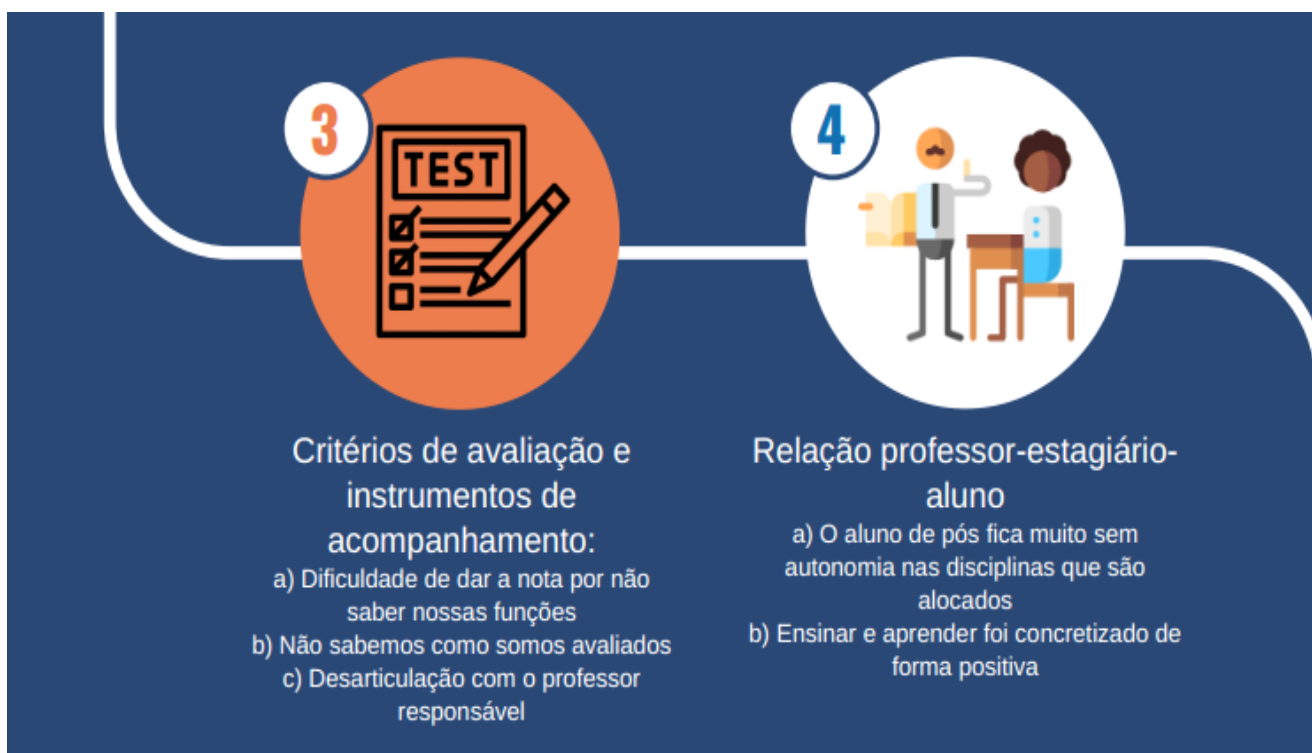 3
TEST
Critérios de avaliação e
instrumentos de
acompanhamento:
a) Dificuldade de dar a nota por não
saber nossas funções
b) Não sabemos como somos avaliados
c) Desarticulação com o professor
responsável
4
Relação professor-estagiário-
aluno
a) O aluno de pós fica muito sem
autonomia nas disciplinas que são
alocados
b) Ensinar e aprender foi concretizado de
forma positiva